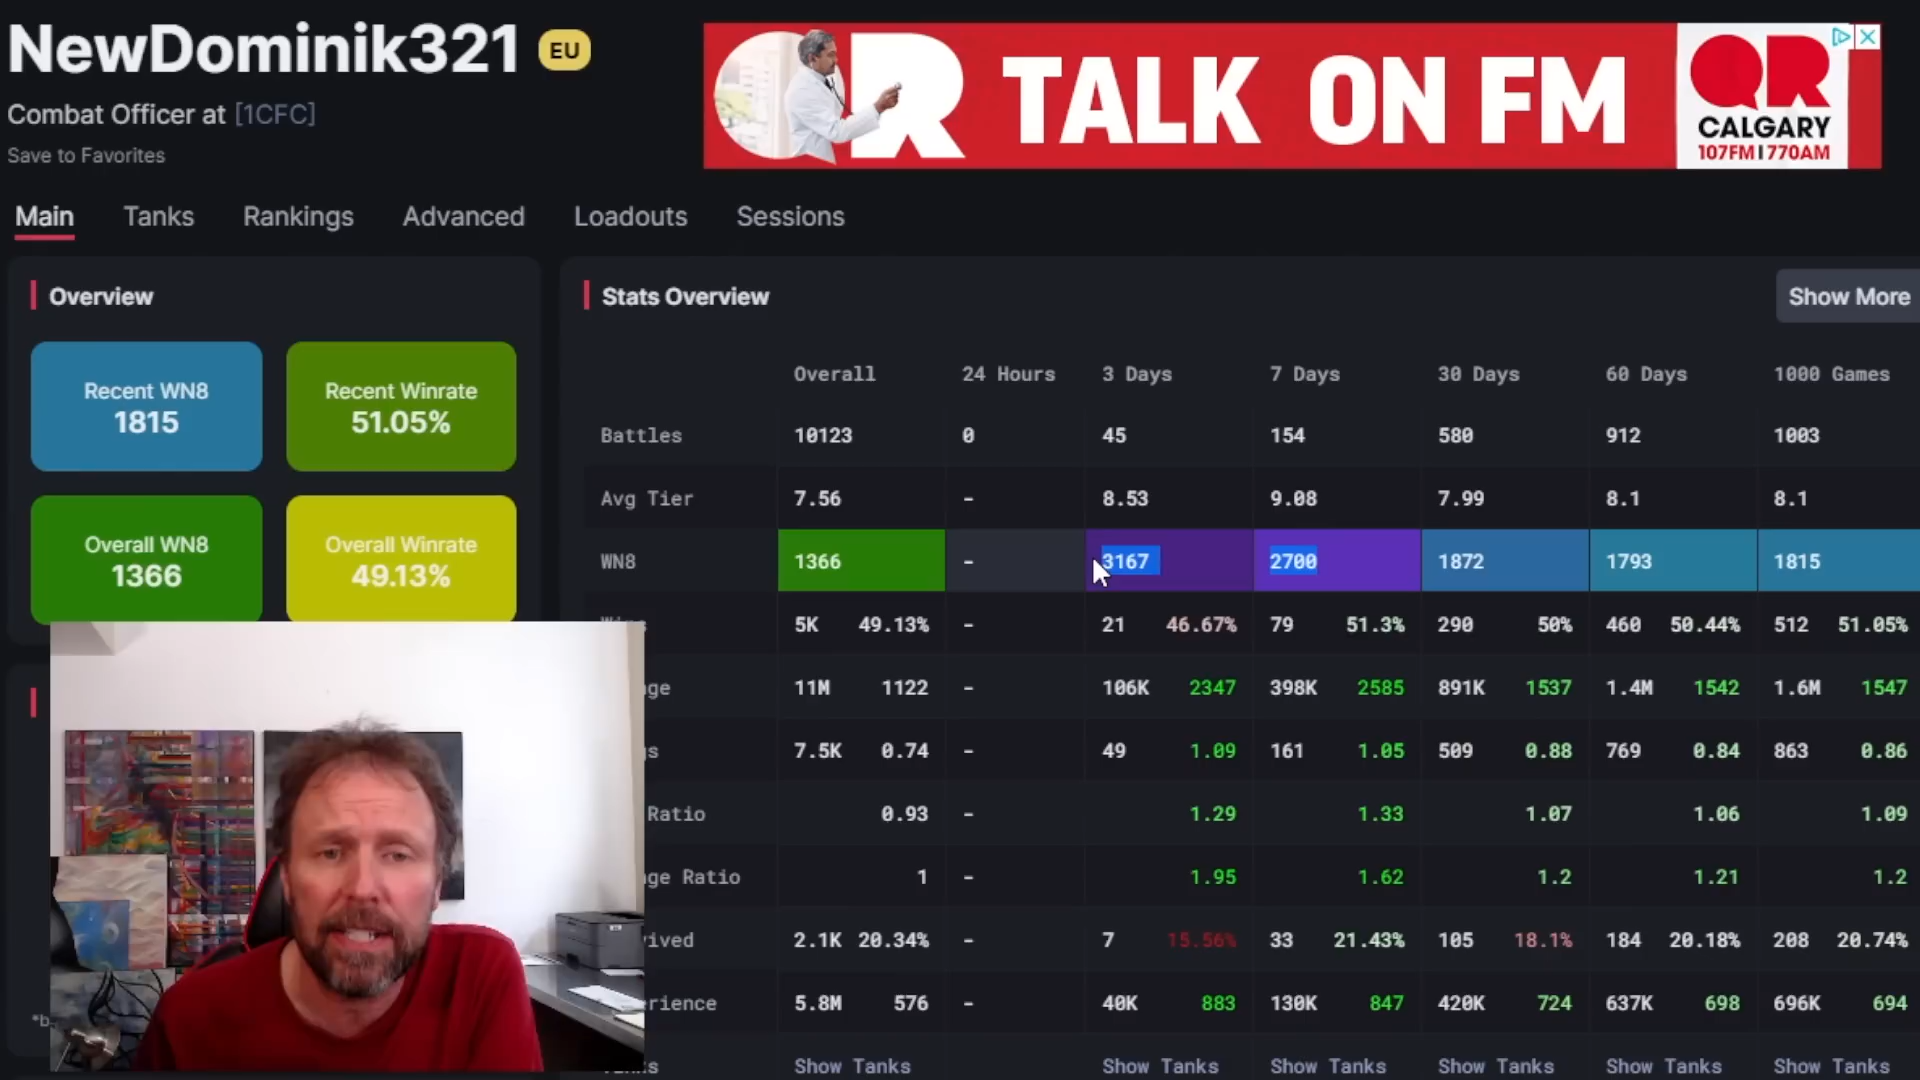 NewDominik321 EU
Combat Officer at [1CFC]
Save to Favorites
QR TALK ON FM
QR
CALGARY
107FM|770AM
Main Tanks Rankings Advanced Loadouts Sessions
Overview
Recent WN8
1815
Recent Winrate
51.05%
Overall WN8
1366
Overall Winrate
49.13%
Stats Overview
Show More
Overall 24 Hours 3 Days 7 Days 30 Days 60 Days 1000 Games
Battles 10123 0 45 154 580 912 1003
Avg Tier 7.56 - 8.53 9.08 7.99 8.1 8.1
WN8 1366 - 3167 2700 1872 1793 1815
5K 49.13% - 21 46.67% 79 51.3% 290 50% 460 50.44% 512 51.05%
ge 11M 1122 - 106K 2347 398K 2585 891K 1537 1.4M 1542 1.6M 1547
s 7.5K 0.74 - 49 1.09 161 1.05 509 0.88 769 0.84 863 0.86
Ratio 0.93 - 1.29 1.33 1.07 1.06 1.09
ge Ratio 1 - 1.95 1.62 1.2 1.21 1.2
ived 2.1K 20.34% - 7 15.56% 33 21.43% 105 18.1% 184 20.18% 208 20.74%
erience 5.8M 576 - 40K 883 130K 847 420K 724 637K 698 696K 694
Show Tanks Show Tanks Show Tanks Show Tanks Show Tanks Show Tanks